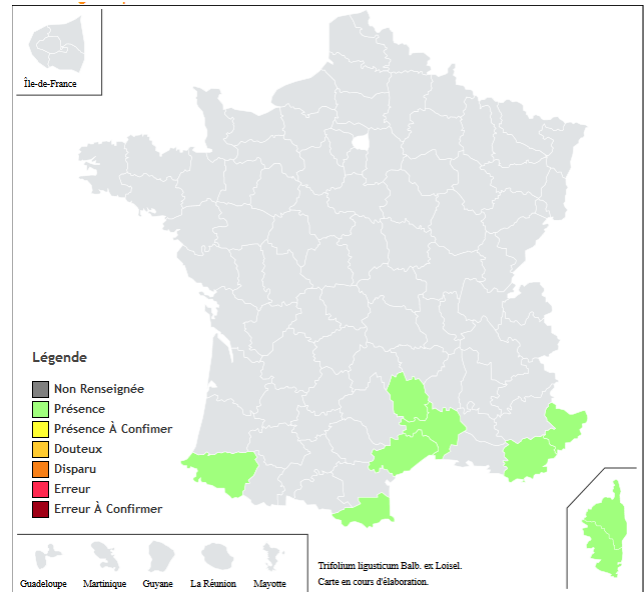 Île-de-France
Légende
Non Renseignée
Présence
Présence À Confimer
Douteux
Disparu
Erreur
Erreur À Confirmer
Guadeloupe Martinique Guyane La Réunion Mayotte
Trifolium ligusticum Balb. ex Loisel.
Carte en cours d'élaboration.